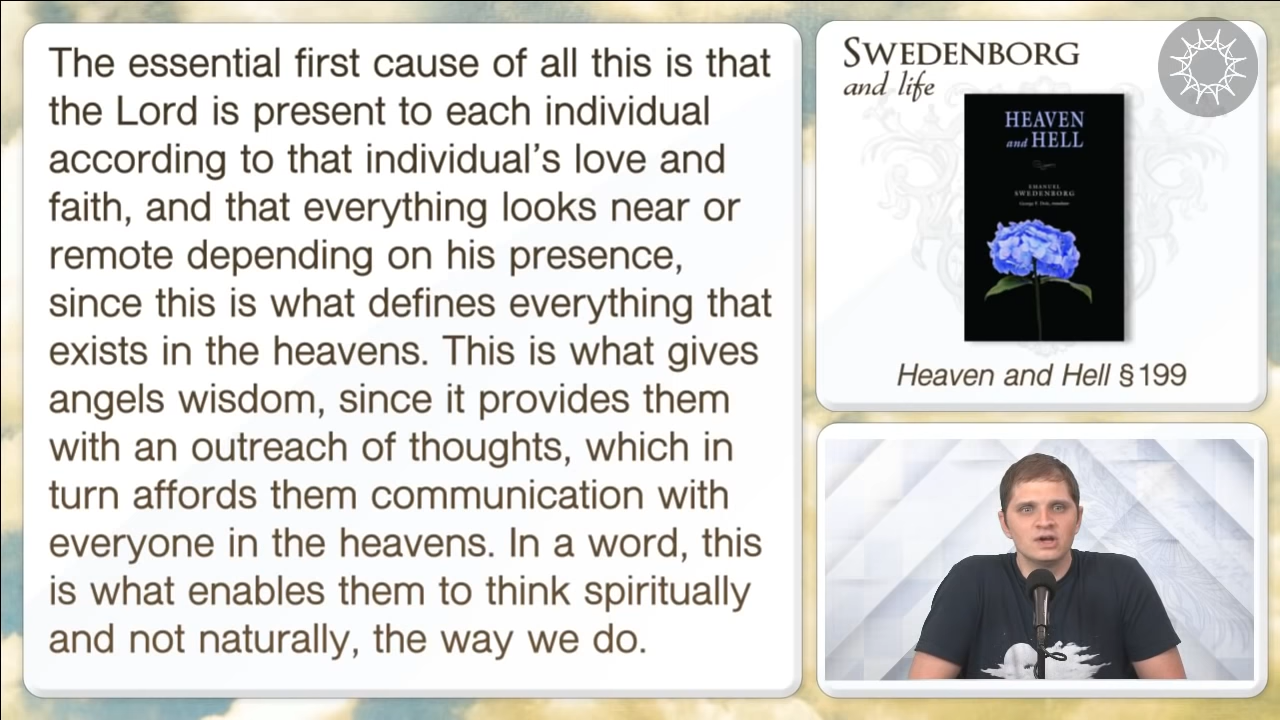 The essential first cause of all this is that
the Lord is present to each individual
according to that individual’s love and
faith, and that everything looks near or
remote depending on his presence,
since this is what defines everything that
exists in the heavens. This is what gives
angels wisdom, since it provides them
with an outreach of thoughts, which in
turn affords them communication with
everyone in the heavens. In a word, this
is what enables them to think spiritually
and not naturally, the way we do.
SWEDENBORG
and life
HEAVEN
and HELL
EMANUEL
SWEDENBORG
Heaven and Hell § 199